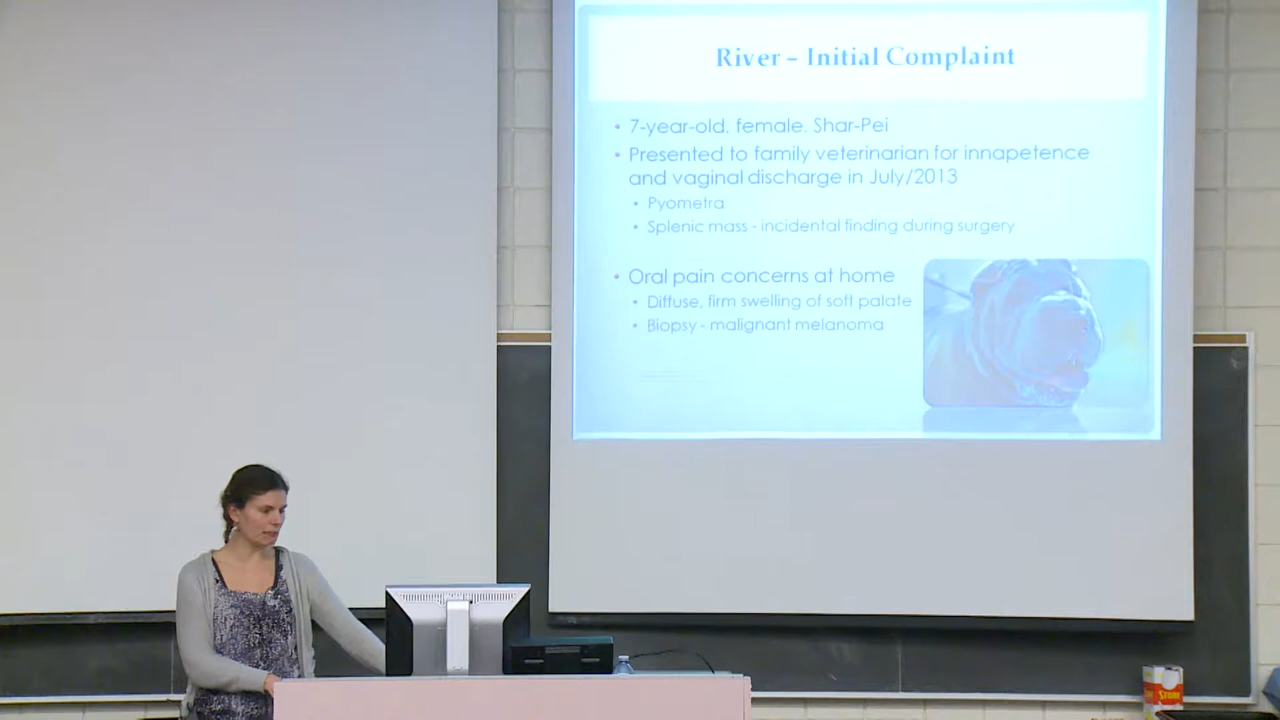 River – Initial Complaint
• 7-year-old, female, Shar-Pei
• Presented to family veterinarian for innapetence
and vaginal discharge in July/2013
• Pyometra
• Splenic mass - incidental finding during surgery
• Oral pain concerns at home
• Diffuse, firm swelling of soft palate
• Biopsy - malignant melanoma